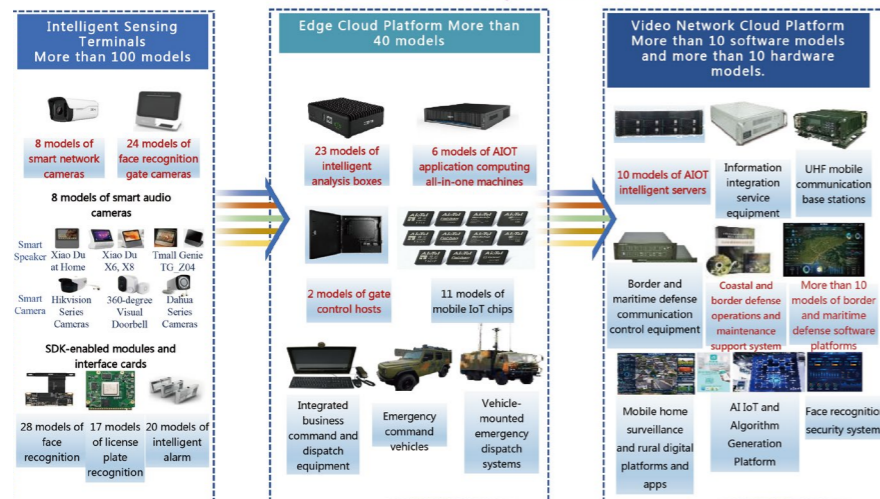 Intelligent Sensing
Terminals
More than 100 models
8 models of
smart network
cameras
24 models of
face recognition
gate cameras
8 models of smart audio
cameras
Smart
Speaker
Xiao Du
at Home
Xiao Du
X6, X8
Tmall Genie
TG_Z04
Smart
Camera
Hikvision
Series
Cameras
360-degree
Visual
Doorbell
Dahua
Series
Cameras
SDK-enabled modules and
interface cards
28 models of
face
recognition
17 models
of license
plate
recognition
20 models of
intelligent
alarm
Edge Cloud Platform More than
40 models
23 models of
intelligent
analysis boxes
6 models of AIOT
application computing
all-in-one machines
2 models of gate
control hosts
11 models of
mobile IoT chips
Integrated
business
command and
dispatch equipment
Emergency
command
vehicles
Vehicle-
mounted
emergency
dispatch
systems
Video Network Cloud Platform
More than 10 software models
and more than 10 hardware
models.
10 models of AIOT
intelligent servers
Information
integration
service
equipment
UHF mobile
communication
base stations
Border and
maritime defense
communication
control equipment
Coastal and
border defense
operations and
maintenance
support system
More than 10
models of border
and maritime
defense software
platforms
Mobile home
surveillance
and rural digital
platforms and
apps
AI IoT and
Algorithm
Generation
Platform
Face recognition
security system